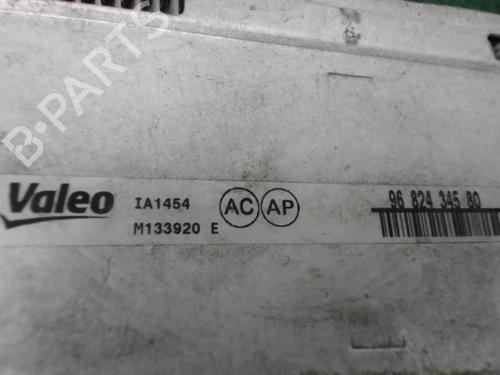 B-PARTS
Valeo
IA1454
M133920 E
AC
AP
96 824 345 80